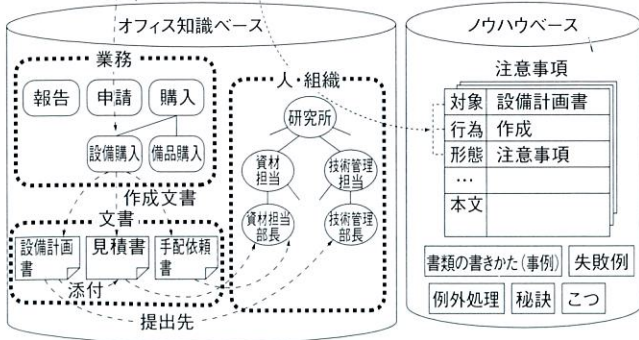 オフィス知識ベース
業務
報告
申請
購入
設備購入
備品購入
作成文書
文書
設備計画
書
見積書
手配依頼
書
添付
提出先
人・組織
研究所
資材
担当
技術管理
担当
資材担当
部長
技術管理
部長
ノウハウベース
注意事項
対象 設備計画書
行為 作成
形態 注意事項
…
本文
書類の書きかた(事例)
失敗例
例外処理
秘訣
こつ